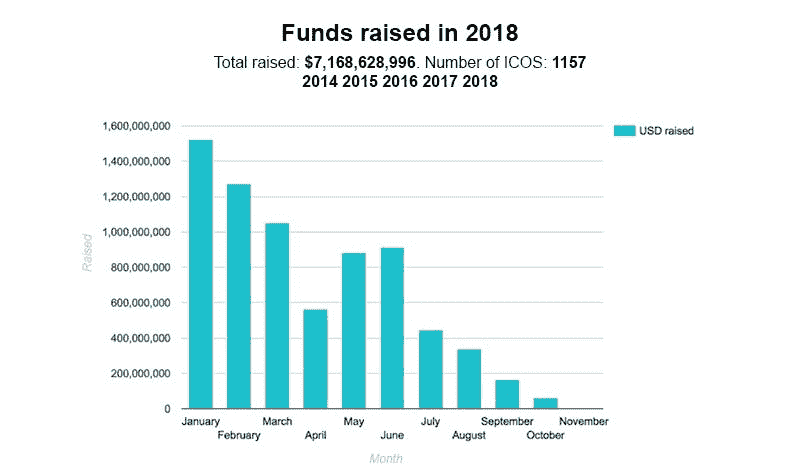 Funds raised in 2018
Total raised: $7,168,628,996. Number of ICOS: 1157
2014 2015 2016 2017 2018
1,600,000,000
1,400,000,000
1,200,000,000
1,000,000,000
800,000,000
600,000,000
400,000,000
200,000,000
0
Raised
USD raised
January March May July September November
February April June August October
Month